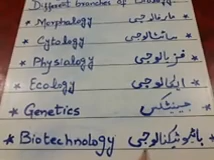 Different branches of Biology
* Morphology مارفالوجی *
* Cytology سائٹالوجی *
* Physiology فزیالوجی *
* Ecology ایکالوجی *
* Genetics جینیٹکس *
* Biotechnology بائیوٹیکنالوجی *